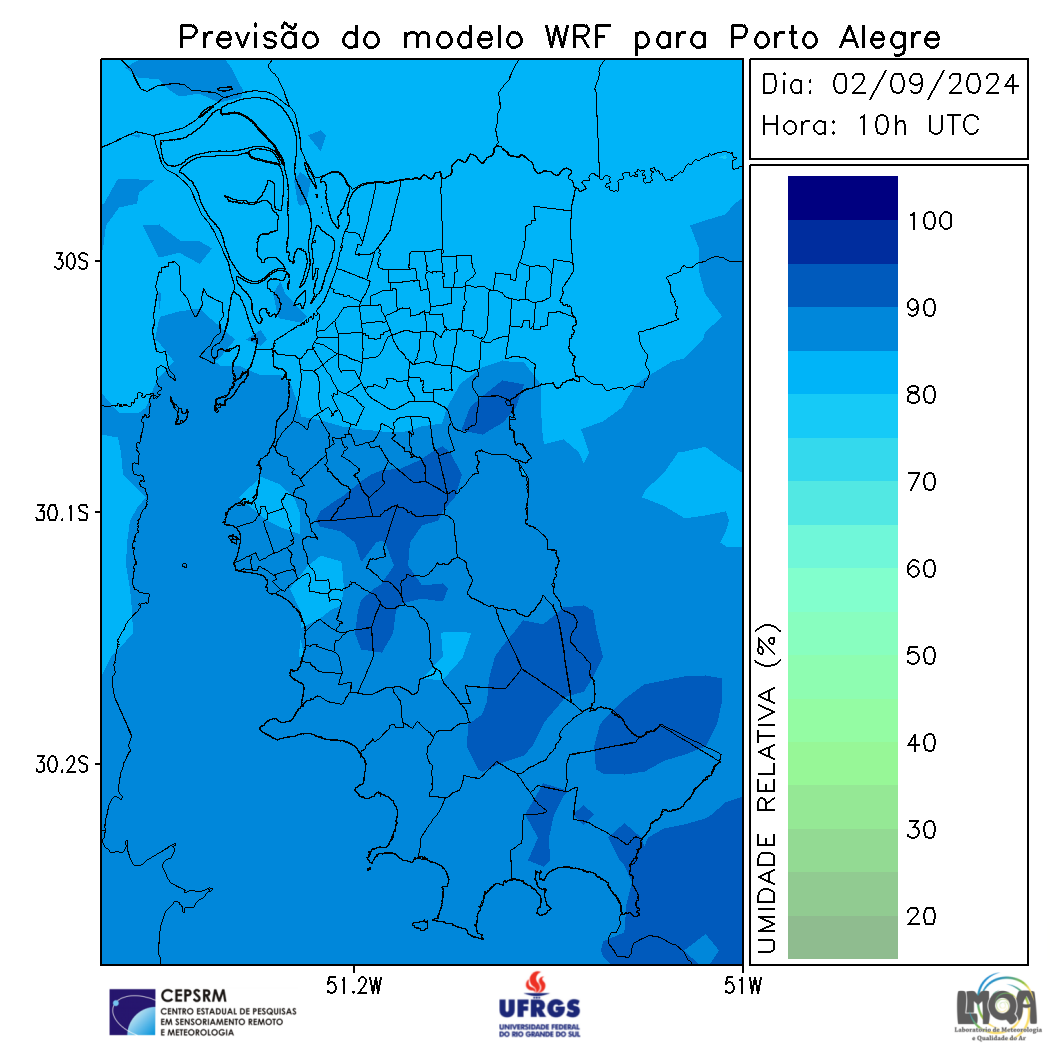 Previsão do modelo WRF para Porto Alegre
Dia: 02/09/2024
Hora: 10h UTC
30S
30.1S
30.2S
51.2W
51W
100
90
80
70
60
50
40
30
20
UMIDADE RELATIVA (%)
CEPSRM
CENTRO ESTADUAL DE PESQUISAS
EM SENSORIAMENTO REMOTO
E METEOROLOGIA
UFRGS
UNIVERSIDADE FEDERAL
DO RIO GRANDE DO SUL
LMQA
Laboratório de Meteorologia
e Qualidade do Ar